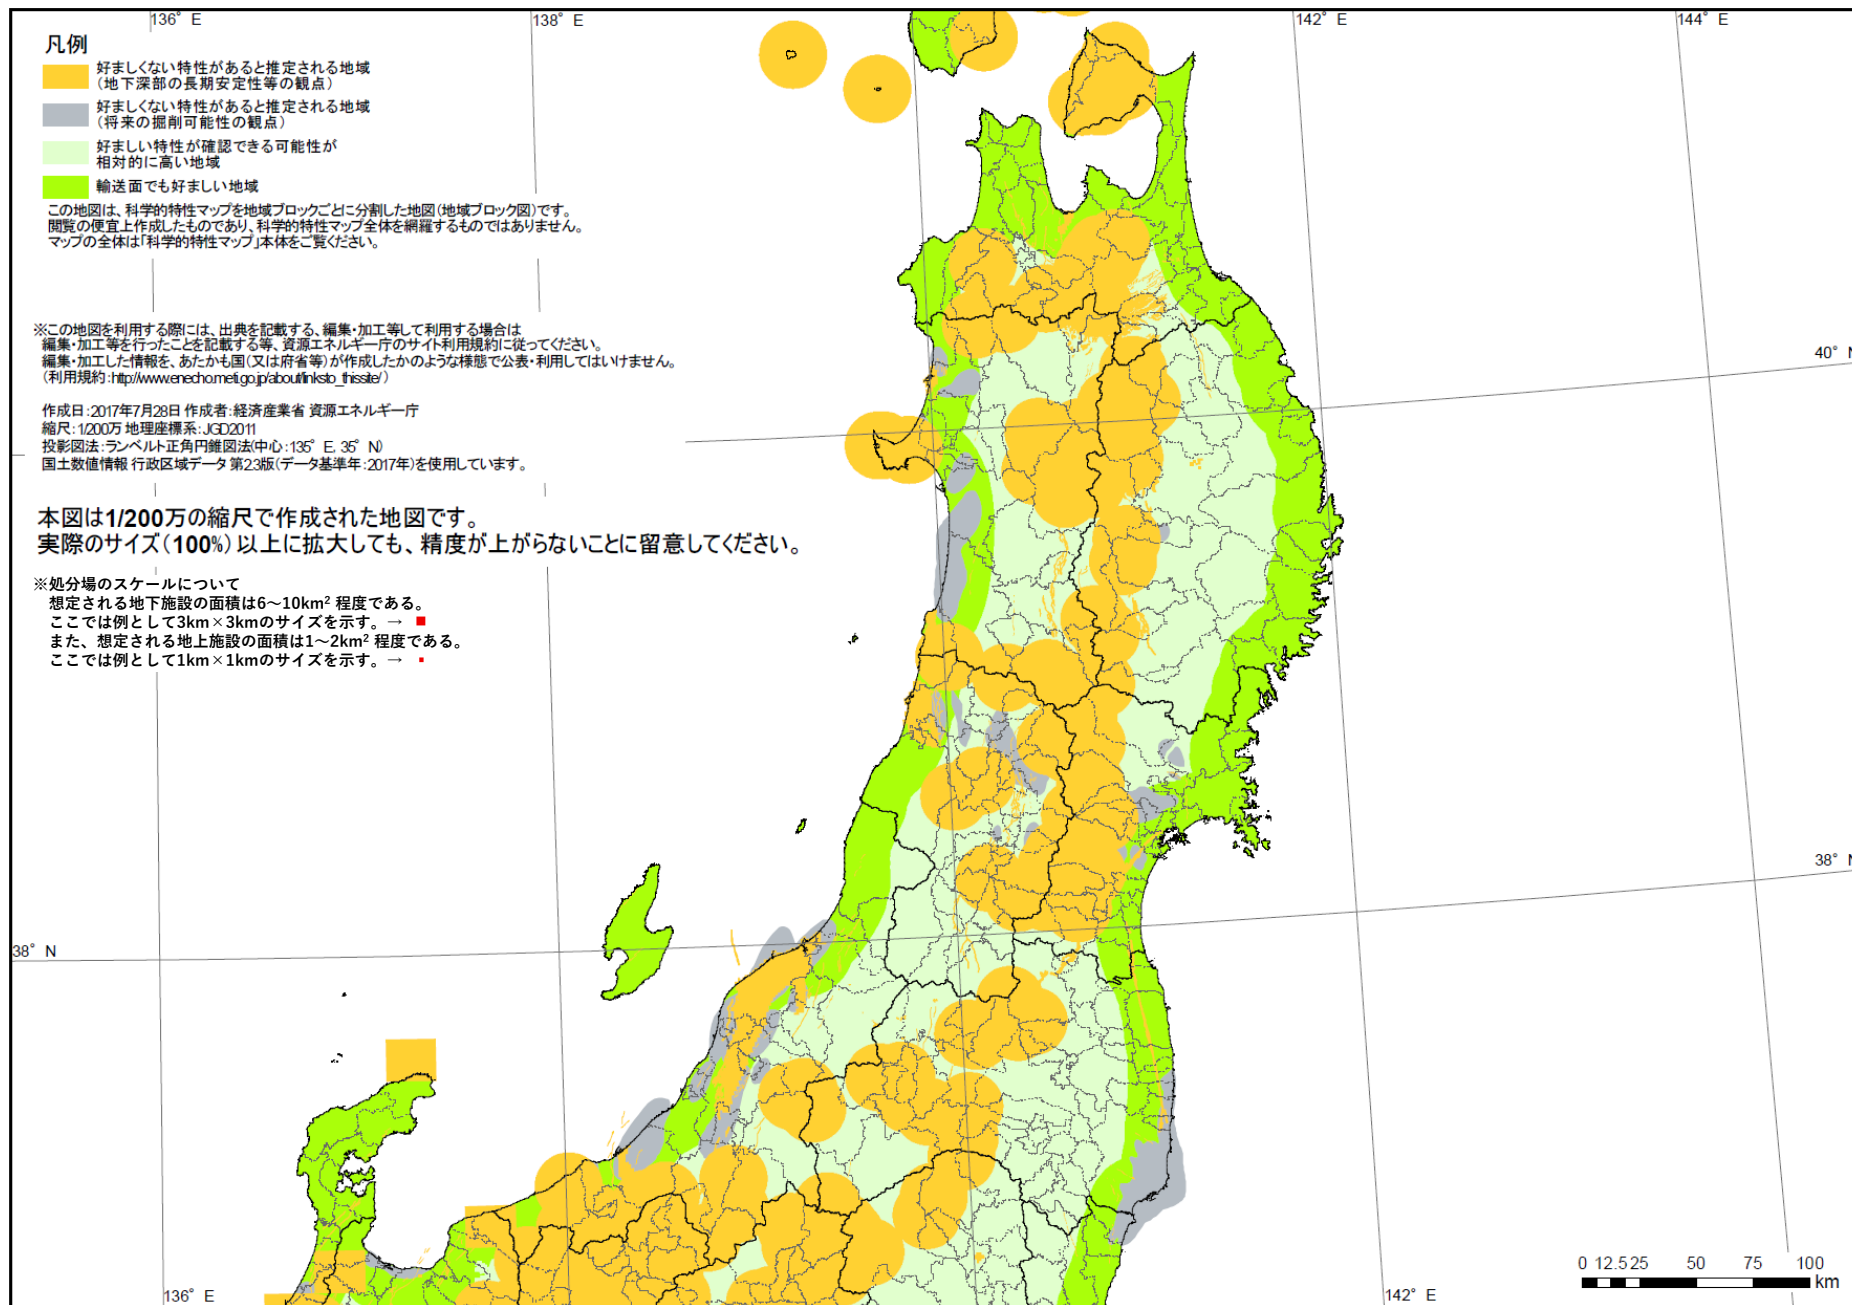 136° E
138° E
142° E
144° E
凡例
好ましくない特性があると推定される地域
(地下深部の長期安定性等の観点)
好ましくない特性があると推定される地域
(将来の掘削可能性の観点)
好ましい特性が確認できる可能性が
相対的に高い地域
輸送面でも好ましい地域
この地図は、科学的特性マップを地域ブロックごとに分割した地図(地域ブロック図)です。
閲覧の便宜上作成したものであり、科学的特性マップ全体を網羅するものではありません。
マップの全体は「科学的特性マップ」本体をご覧ください。
※この地図を利用する際には、出典を記載する、編集・加工等して利用する場合は
編集・加工等を行ったことを記載する等、資源エネルギー庁のサイト利用規約に従ってください。
編集・加工した情報を、あたかも国(又は府省等)が作成したかのような様態で公表・利用してはいけません。
(利用規約:http://www.enecho.meti.go.jp/about/linksto_thissite/)
40° N
作成日:2017年7月28日 作成者:経済産業省 資源エネルギー庁
縮尺:1/200万 地理座標系:JGD2011
投影図法:ランベルト正角円錐図法(中心:135° E, 35° N)
国土数値情報 行政区域データ 第2.3版(データ基準年:2017年)を使用しています。
本図は1/200万の縮尺で作成された地図です。
実際のサイズ(100%)以上に拡大しても、精度が上がらないことに留意してください。
※処分場のスケールについて
想定される地下施設の面積は6~10km² 程度である。
ここでは例として3km×3kmのサイズを示す。→
また、想定される地上施設の面積は1~2km² 程度である。
ここでは例として1km×1kmのサイズを示す。→
38° N
38° N
0 12.5 25 50 75 100
km
136° E
142° E